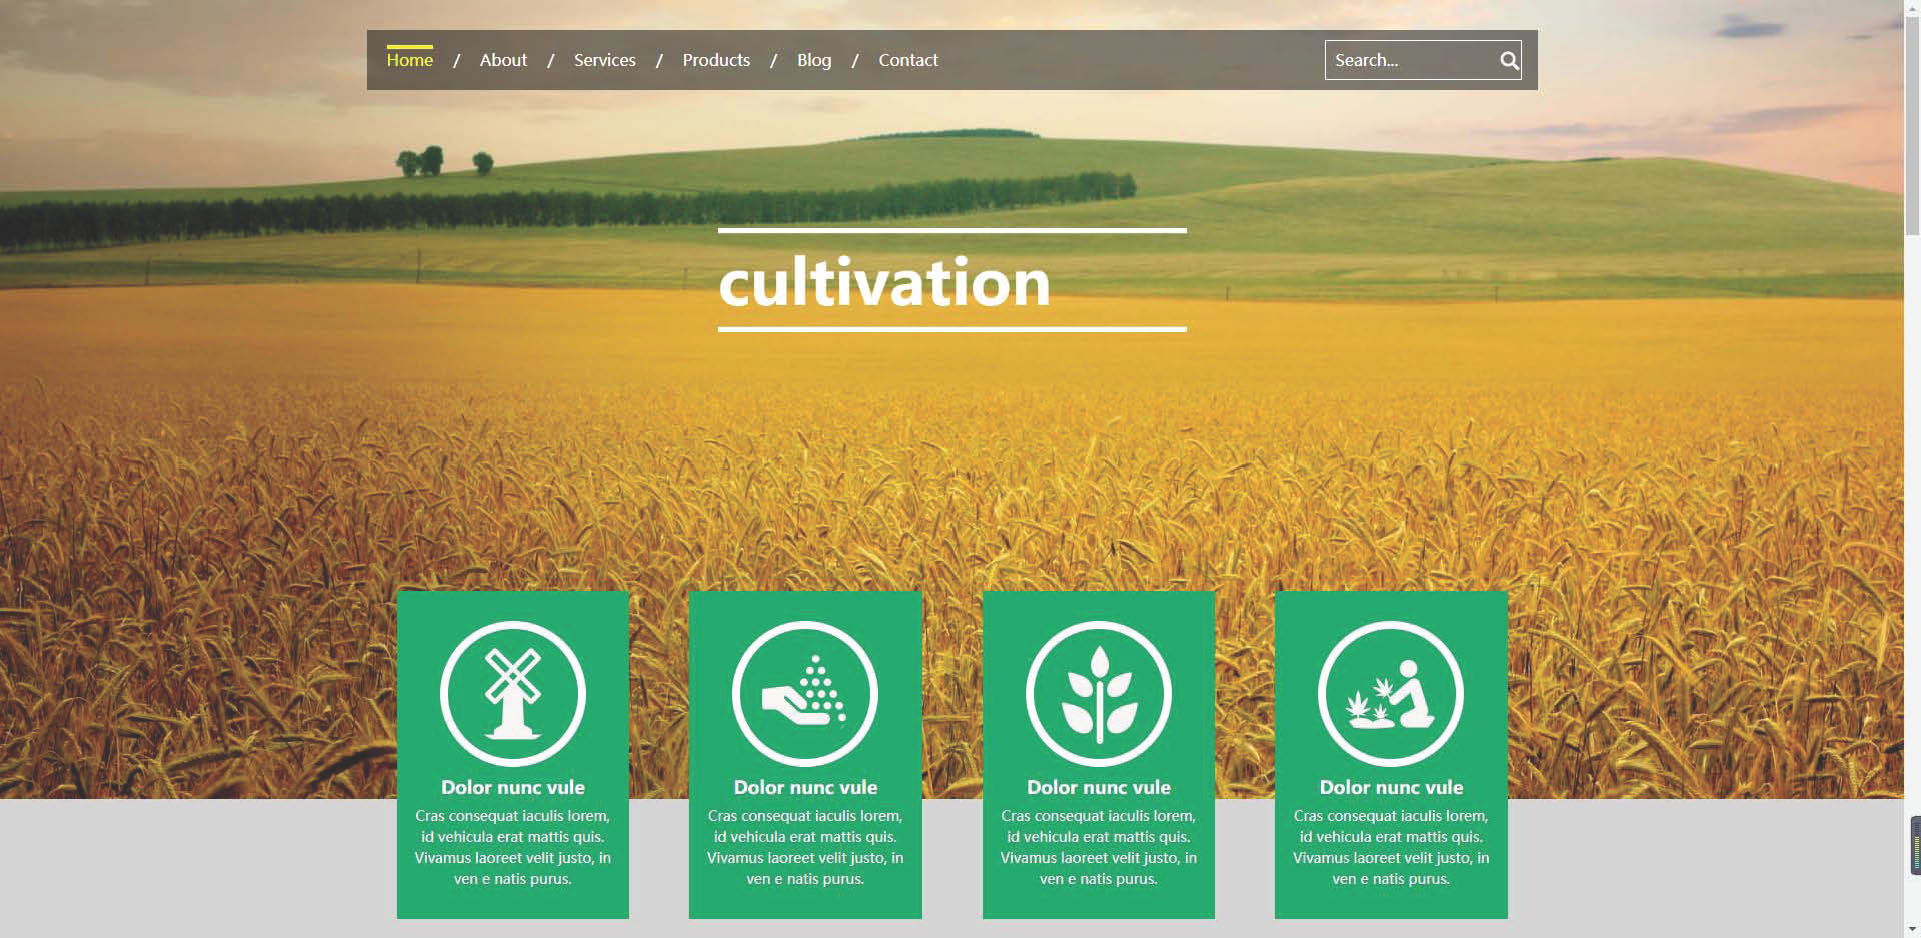 Home / About / Services / Products / Blog / Contact
Search...
cultivation
Dolor nunc vule
Cras consequat iaculis lorem,
id vehicula erat mattis quis.
Vivamus laoreet velit justo, in
ven e natis purus.
Dolor nunc vule
Cras consequat iaculis lorem,
id vehicula erat mattis quis.
Vivamus laoreet velit justo, in
ven e natis purus.
Dolor nunc vule
Cras consequat iaculis lorem,
id vehicula erat mattis quis.
Vivamus laoreet velit justo, in
ven e natis purus.
Dolor nunc vule
Cras consequat iaculis lorem,
id vehicula erat mattis quis.
Vivamus laoreet velit justo, in
ven e natis purus.